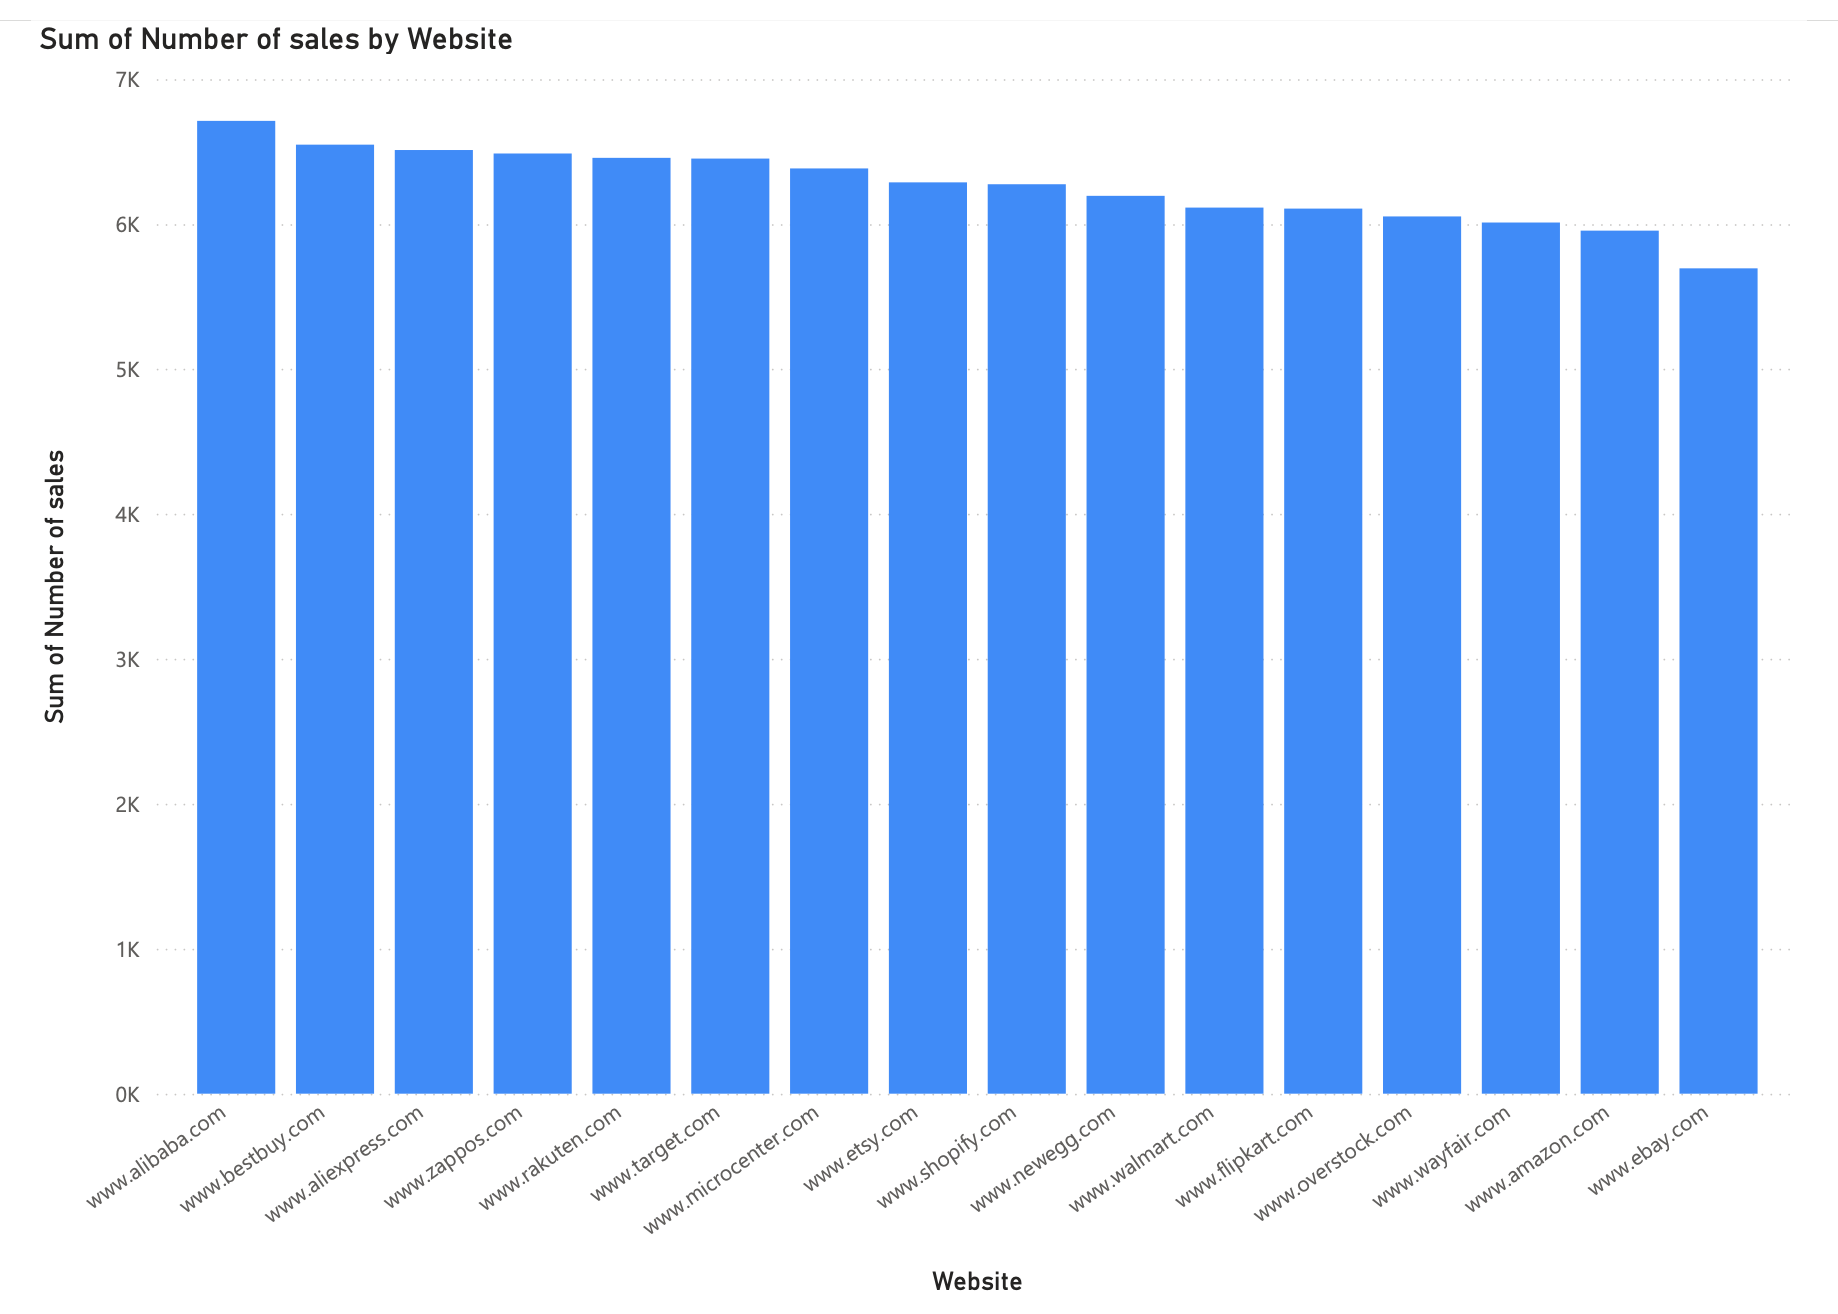 Sum of Number of sales by Website
7K
6K
5K
4K
3K
2K
1K
0K
Sum of Number of sales
www.alibaba.com
www.bestbuy.com
www.aliexpress.com
www.zappos.com
www.rakuten.com
www.target.com
www.microcenter.com
www.etsy.com
www.shopify.com
www.newegg.com
www.walmart.com
www.flipkart.com
www.overstock.com
www.wayfair.com
www.amazon.com
www.ebay.com
Website